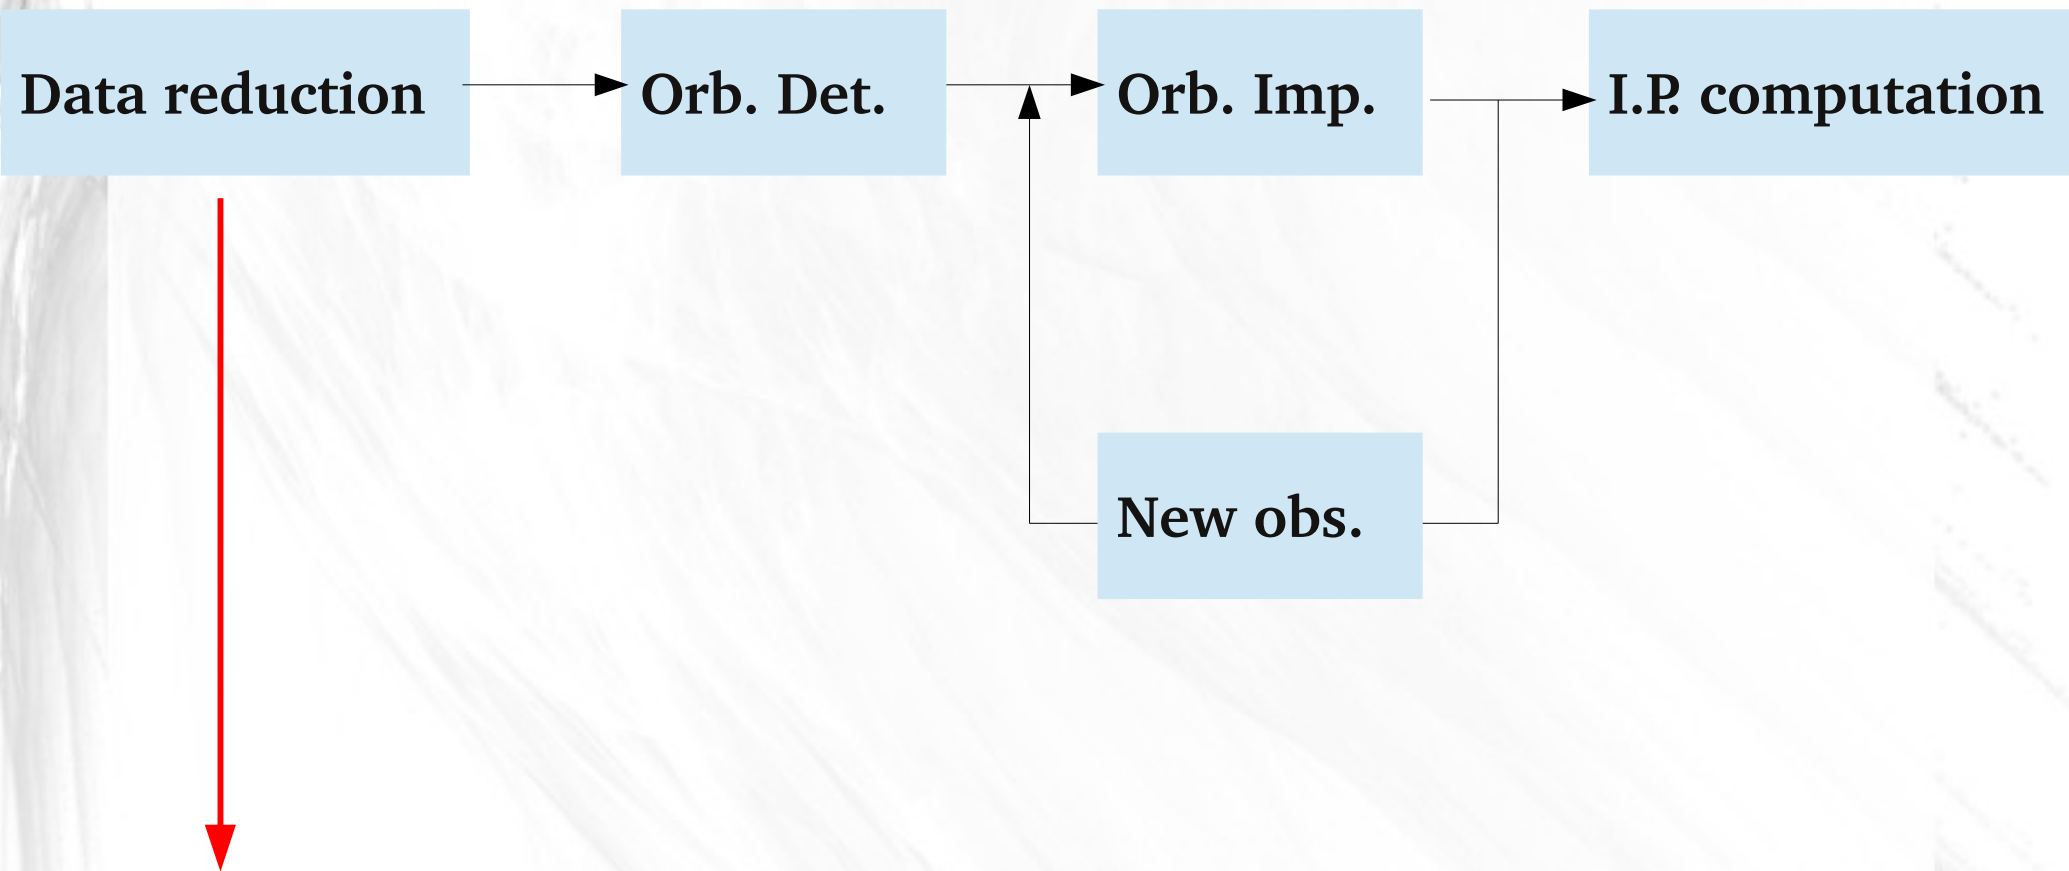 Data reduction
Orb. Det.
Orb. Imp.
I.P. computation
New obs.